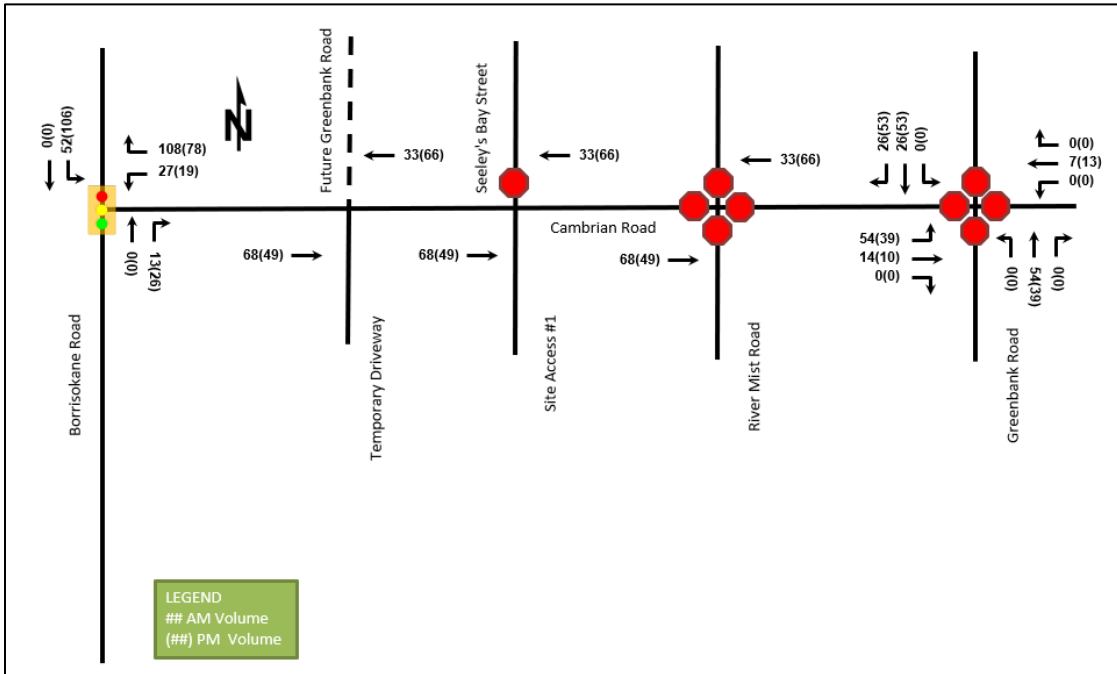 0(0)
52(106)
108(78)
27(19)
N
Future Greenbank Road
33(66)
Seeley's Bay Street
33(66)
33(66)
26(53)
26(53)
0(0)
0(0)
7(13)
0(0)
Cambrian Road
0(0)
13(26)
68(49)
68(49)
68(49)
54(39)
14(10)
0(0)
0(0)
54(39)
0(0)
Borrisokane Road
Temporary Driveway
Site Access #1
River Mist Road
Greenbank Road
LEGEND
## AM Volume
(##) PM Volume